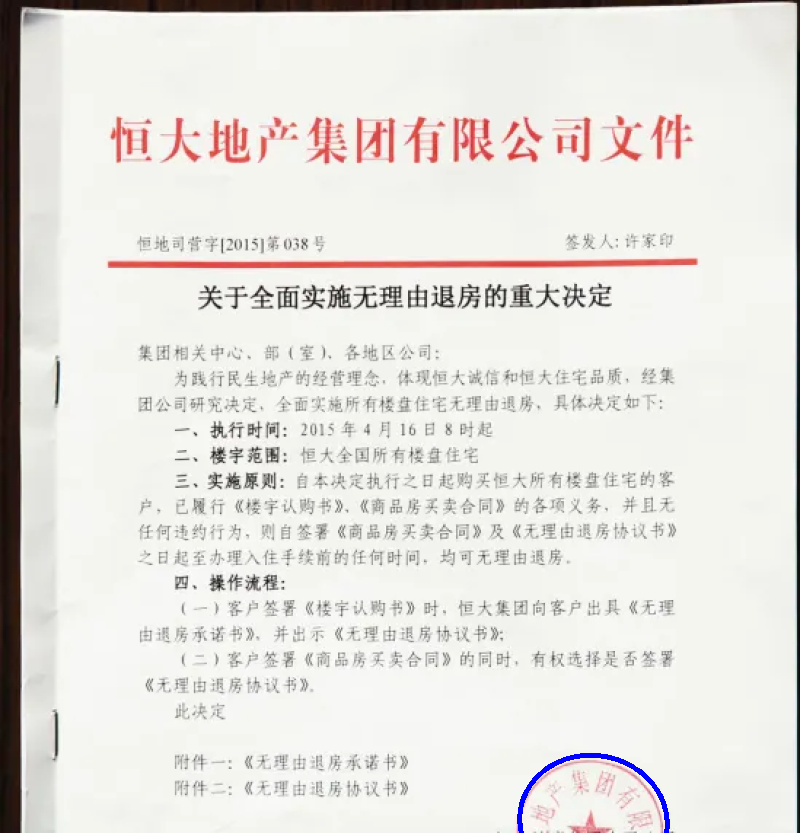 恒大地产集团有限公司文件
恒地司营字[2015]第038号 签发人:许家印
关于全面实施无理由退房的重大决定
集团相关中心、部(室)、各地区公司:
为践行民生地产的经营理念,体现恒大诚信和恒大住宅品质,经集
团公司研究决定,全面实施所有楼盘住宅无理由退房,具体决定如下:
一、执行时间:2015年4月16日8时起
二、楼宇范围:恒大全国所有楼盘住宅
三、实施原则:自本决定执行之日起购买恒大所有楼盘住宅的客
户,已履行《楼宇认购书》、《商品房买卖合同》的各项义务,并且无
任何违约行为,则自签署《商品房买卖合同》及《无理由退房协议书》
之日起至办理入住手续前的任何时间,均可无理由退房。
四、操作流程:
(一)客户签署《楼宇认购书》时,恒大集团向客户出具《无理
由退房承诺书》,并出示《无理由退房协议书》;
(二)客户签署《商品房买卖合同》的同时,有权选择是否签署
《无理由退房协议书》。
此决定
附件一:《无理由退房承诺书》
附件二:《无理由退房协议书》
地产集团有限